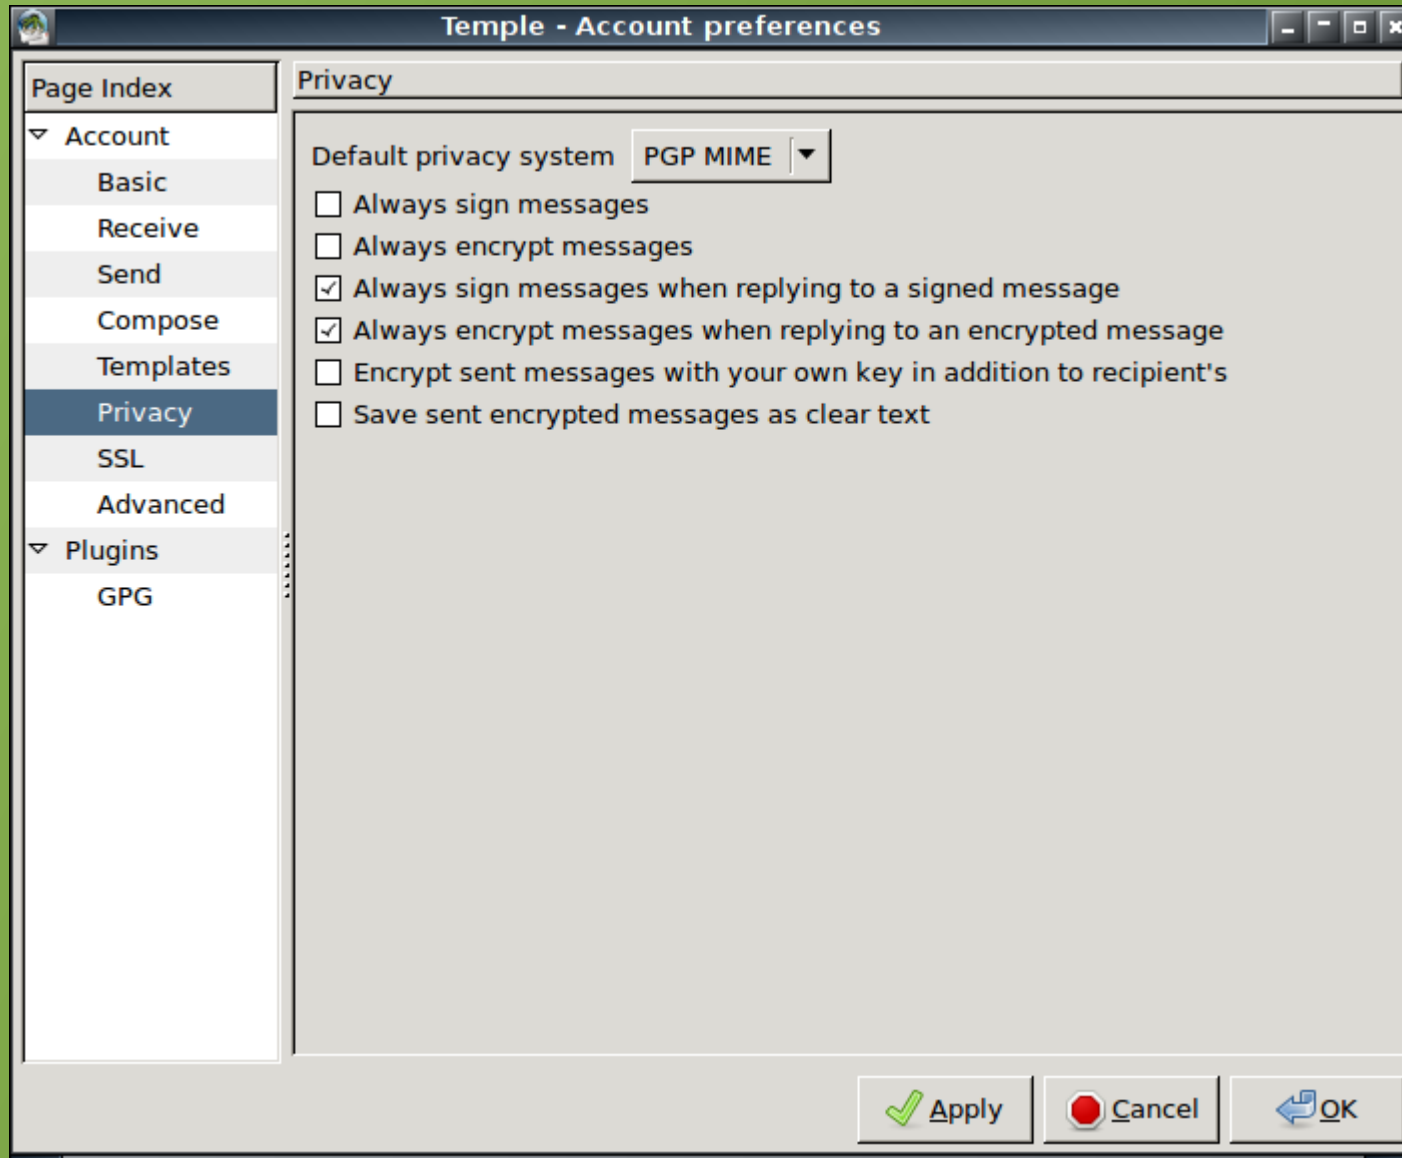 Temple - Account preferences
Page Index
Account
Basic
Receive
Send
Compose
Templates
Privacy
SSL
Advanced
Plugins
GPG
Privacy
Default privacy system PGP MIME
Always sign messages
Always encrypt messages
Always sign messages when replying to a signed message
Always encrypt messages when replying to an encrypted message
Encrypt sent messages with your own key in addition to recipient's
Save sent encrypted messages as clear text
Apply Cancel OK